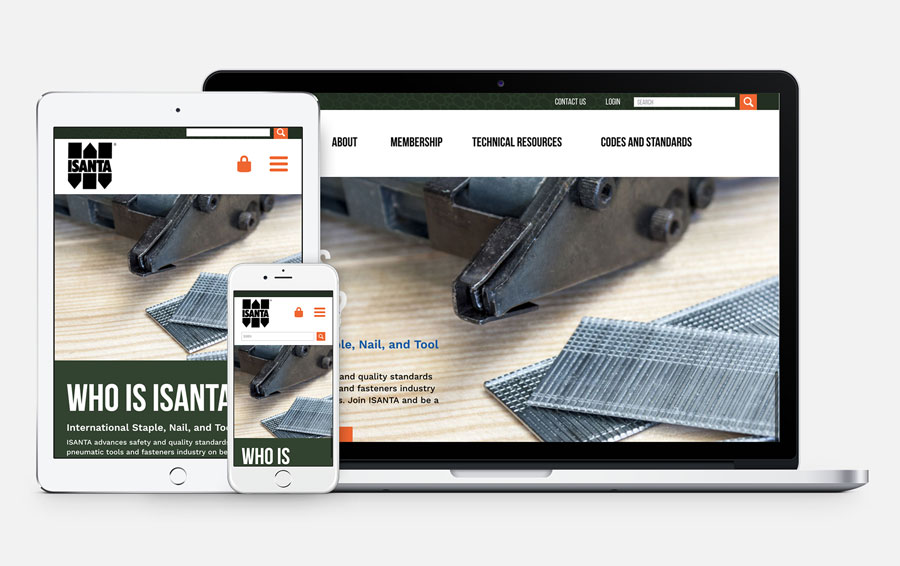 CONTACT US
LOGIN
SEARCH
ABOUT
MEMBERSHIP
TECHNICAL RESOURCES
CODES AND STANDARDS
ple, Nail, and Tool
and quality standards
and fasteners industry
s. Join ISANTA and be a
ISANTA
WHO IS ISANTA
International Staple, Nail, and Too
ISANTA advances safety and quality standards
pneumatic tools and fasteners industry on be
ISANTA
WHO IS